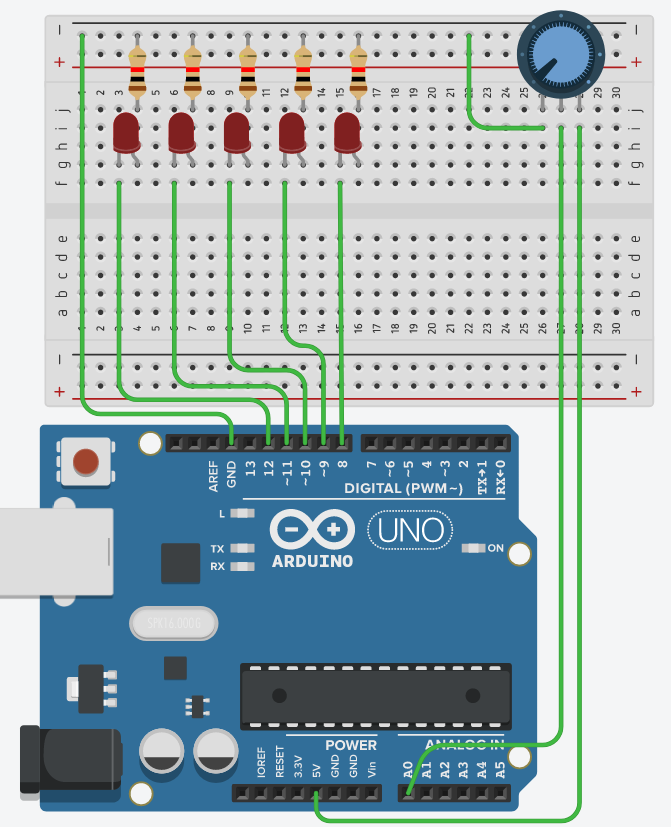 − −
+ +
1 2 3 4 5 6 7 8 9 10 11 12 13 14 15 16 17 18 19 20 21 22 23 24 25 28 29 30
j j
i i
h h
g g
f f
e e
d d
c c
b b
a a
1 2 3 4 5 6 7 8 9 10 11 12 13 14 15 16 17 18 19 20 21 22 23 24 25 26 27 28 29 30
− −
+ +
AREF GND 13 12 ~11 ~10 ~9 8 7 ~6 ~5 4 ~3 2 TX→1 RX←0
DIGITAL (PWM~)
L
TX
RX
UNO
ON
ARDUINO
SPK16.000G
POWER ANALOG IN
IOREF RESET 3.3V 5V GND GND Vin A0 A1 A2 A3 A4 A5